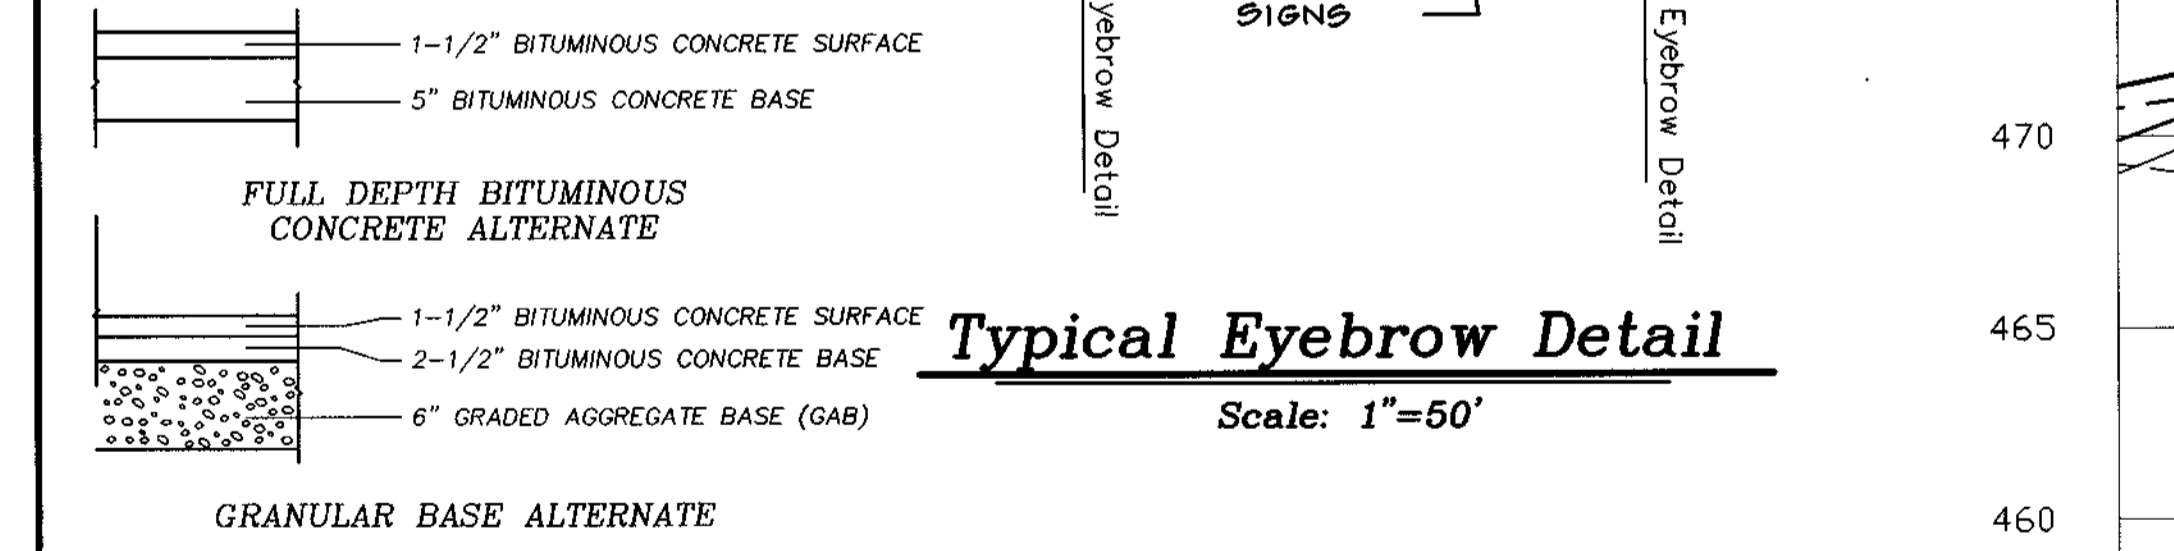 1-1/2" BITUMINOUS CONCRETE SURFACE
5" BITUMINOUS CONCRETE BASE
FULL DEPTH BITUMINOUS
CONCRETE ALTERNATE
1-1/2" BITUMINOUS CONCRETE SURFACE
2-1/2" BITUMINOUS CONCRETE BASE
6" GRADED AGGREGATE BASE (GAB)
GRANULAR BASE ALTERNATE
SIGNS
yebrow Detail
Eyebrow Detail
Typical Eyebrow Detail
Scale: 1"=50'
470
465
460